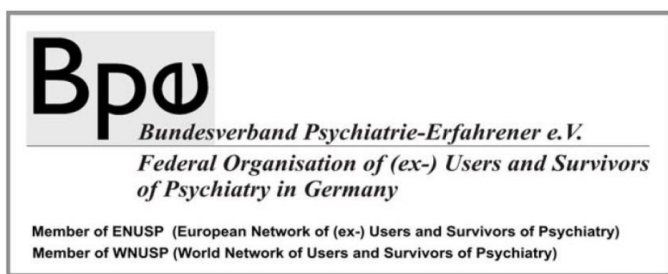 Bpe
Bundesverband Psychiatrie-Erfahrener e.V.
Federal Organisation of (ex-) Users and Survivors
of Psychiatry in Germany
Member of ENUSP (European Network of (ex-) Users and Survivors of Psychiatry)
Member of WNUSP (World Network of Users and Survivors of Psychiatry)